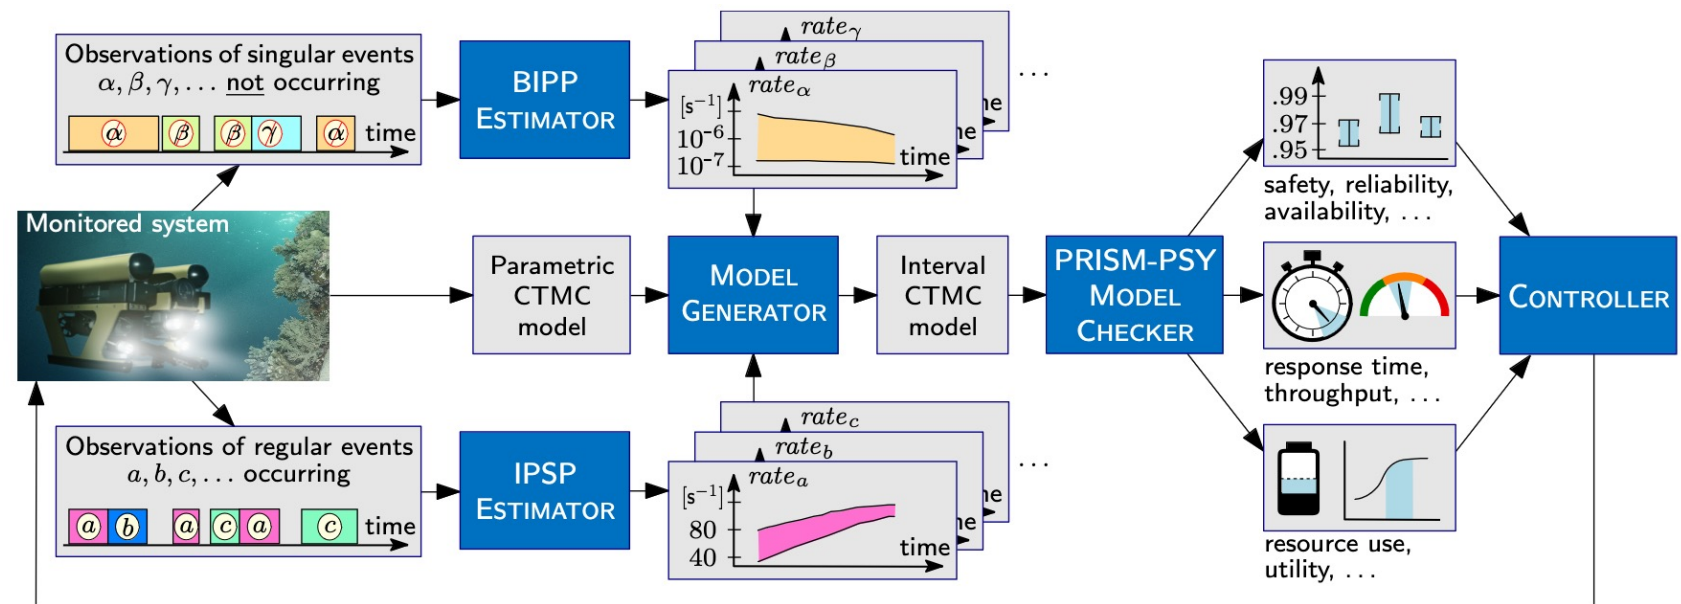 Observations of singular events
α, β, γ, . . . not occurring
α β β γ α time
BIPP
ESTIMATOR
rateγ
rateβ
rateα
[s⁻¹]
10⁻⁶
10⁻⁷
time
. . .
Monitored system
Parametric
CTMC
model
MODEL
GENERATOR
Interval
CTMC
model
PRISM-PSY
MODEL
CHECKER
.99
.97
.95
safety, reliability,
availability, . . .
response time,
throughput, . . .
resource use,
utility, . . .
CONTROLLER
Observations of regular events
a, b, c, . . . occurring
a b a c a c time
IPSP
ESTIMATOR
ratec
rateb
ratea
[s⁻¹]
80
40
time
. . .